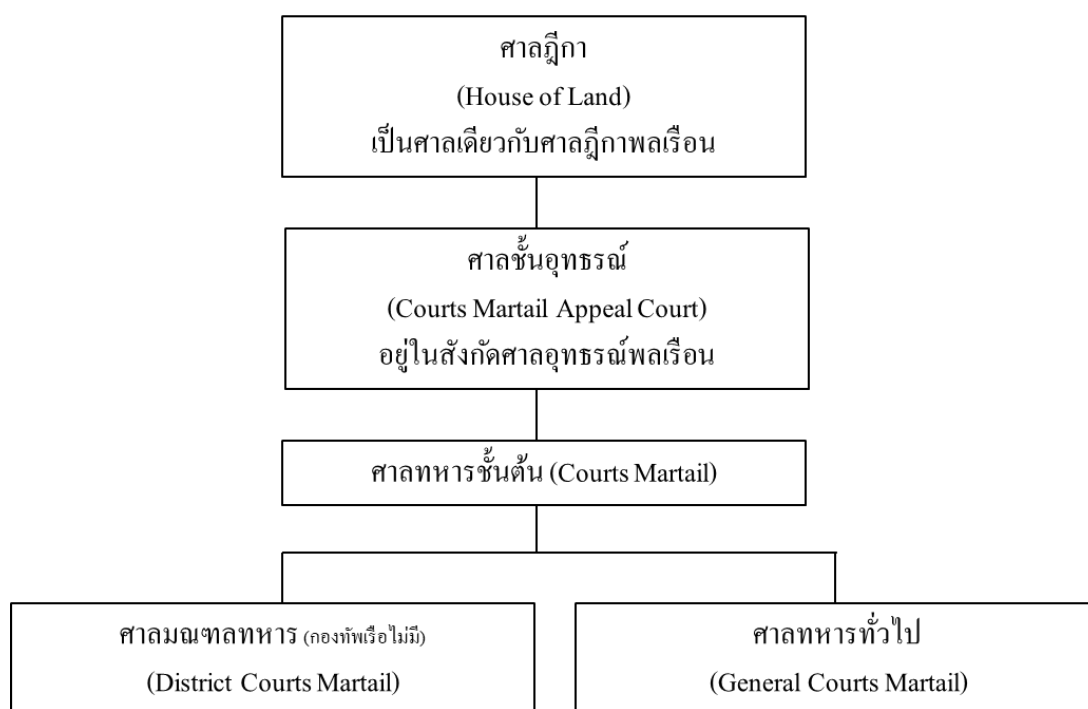 ศาลฎีกา
(House of Land)
เป็นศาลเดียวกับศาลฎีกาพลเรือน
ศาลชั้นอุทธรณ์
(Courts Martail Appeal Court)
อยู่ในสังกัดศาลอุทธรณ์พลเรือน
ศาลทหารชั้นต้น (Courts Martail)
ศาลมณฑลทหาร (กองทัพเรือไม่มี)
(District Courts Martail)
ศาลทหารทั่วไป
(General Courts Martail)